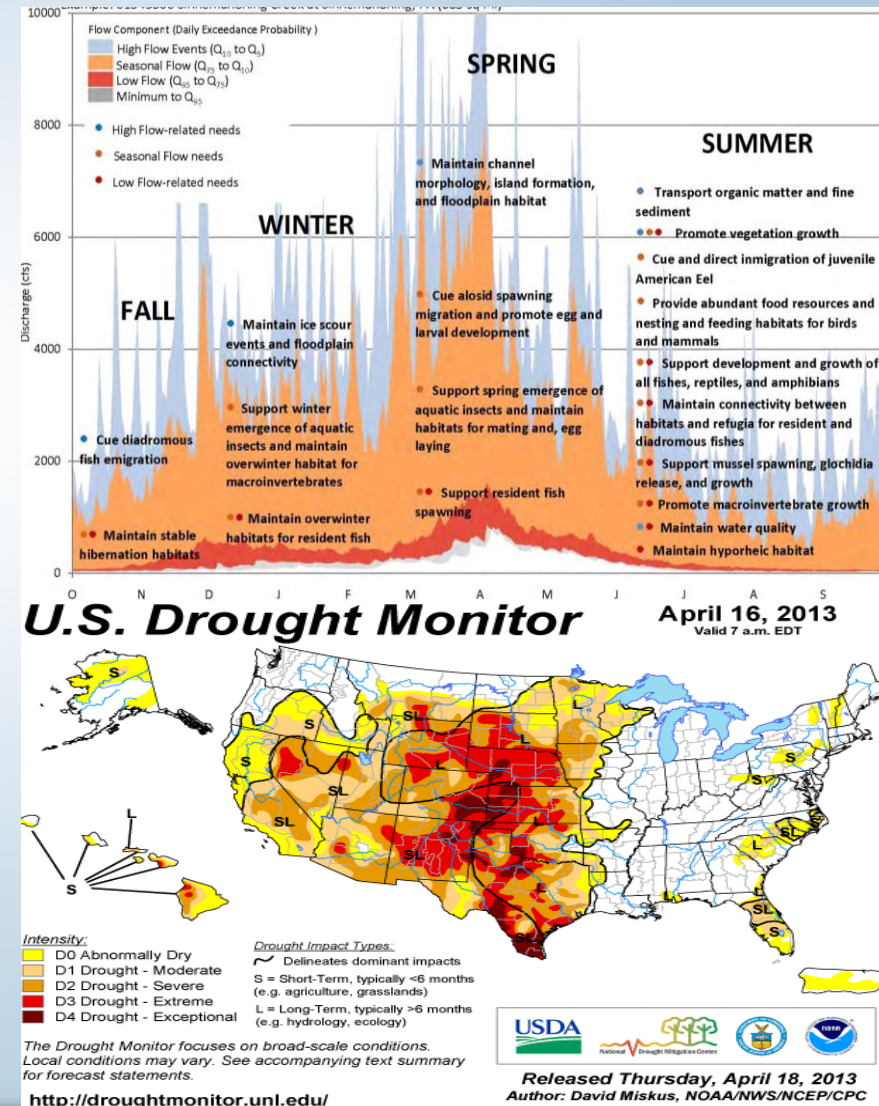 10000
Flow Component (Daily Exceedance Probability )
High Flow Events (Q10 to Q5)
Seasonal Flow (Q75 to Q10)
Low Flow (Q95 to Q75)
Minimum to Q95
High Flow-related needs
Seasonal Flow needs
Low Flow-related needs
SPRING
8000
SUMMER
• Maintain channel
morphology, island formation,
and floodplain habitat
• Transport organic matter and fine
sediment
WINTER
6000
Promote vegetation growth
Discharge (cfs)
• Cue and direct inmigration of juvenile
American Eel
FALL
• Cue alosid spawning
migration and promote egg and
larval development
• Provide abundant food resources and
nesting and feeding habitats for birds
and mammals
• Maintain ice scour
events and floodplain
connectivity
4000
Support development and growth of
all fishes, reptiles, and amphibians
• Support spring emergence of
aquatic insects and maintain
habitats for mating and, egg
laying
• Support winter
emergence of aquatic
insects and maintain
overwinter habitat for
macroinvertebrates
Maintain connectivity between
habitats and refugia for resident and
diadromous fishes
• Cue diadromous
fish emigration
2000
Support mussel spawning, glochidia
release, and growth
Support resident fish
spawning
Promote macroinvertebrate growth
Maintain overwinter
habitats for resident fish
Maintain water quality
Maintain stable
hibernation habitats
Maintain hyporheic habitat
0
O N D J F M A M J J A S
U.S. Drought Monitor
April 16, 2013
Valid 7 a.m. EDT
S
S
SL
L
L
S
L
L
S
S
SL
SL
L
L
SL
SL
L
L
L
L
SL
S
SL
S
Intensity:
D0 Abnormally Dry
D1 Drought - Moderate
D2 Drought - Severe
D3 Drought - Extreme
D4 Drought - Exceptional
Drought Impact Types:
Delineates dominant impacts
S = Short-Term, typically <6 months
(e.g. agriculture, grasslands)
L = Long-Term, typically >6 months
(e.g. hydrology, ecology)
USDA
National Drought Mitigation Center
noaa
The Drought Monitor focuses on broad-scale conditions.
Local conditions may vary. See accompanying text summary
for forecast statements.
Released Thursday, April 18, 2013
Author: David Miskus, NOAA/NWS/NCEP/CPC
http://droughtmonitor.unl.edu/